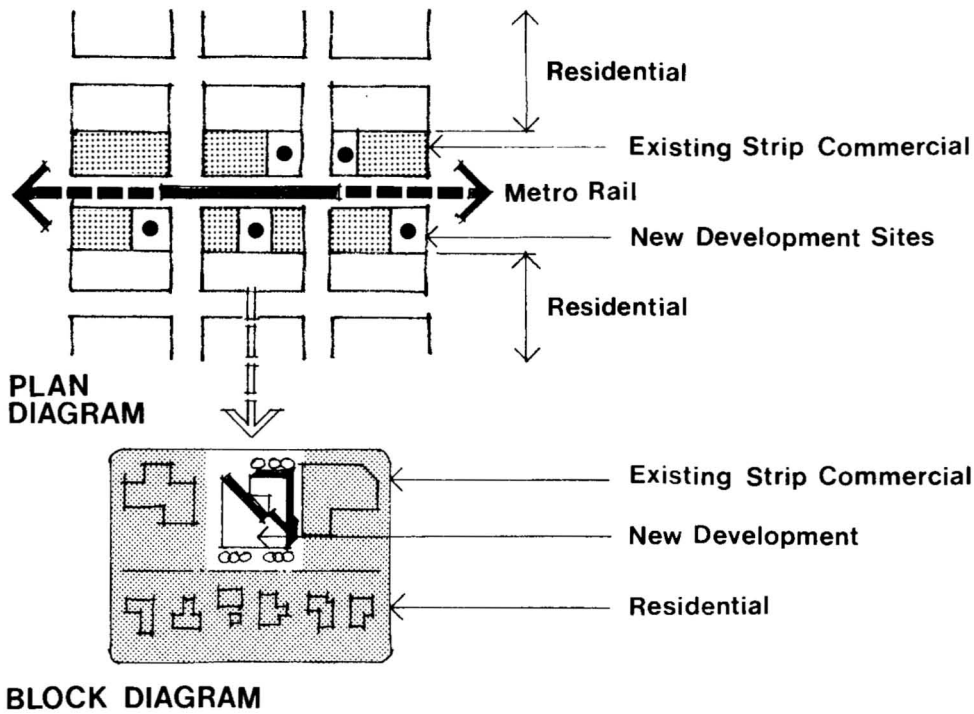 Residential
Existing Strip Commercial
Metro Rail
New Development Sites
Residential
PLAN
DIAGRAM
Existing Strip Commercial
New Development
Residential
BLOCK DIAGRAM